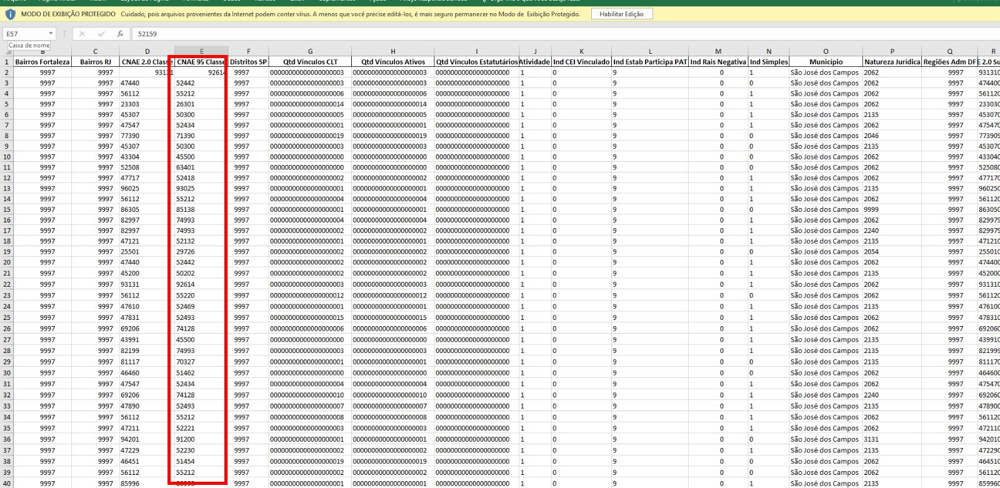 MODO DE EXIBIÇÃO PROTEGIDO Cuidado, pois arquivos provenientes da Internet podem conter vírus. A menos que você precise editá-los, é mais seguro permanecer no Modo de Exibição Protegido. Habilitar Edição
E57 fx 52159
Caixa de nome
B C D E F G H I J K L M N O P Q R
1 Bairros Fortaleza Bairros RJ CNAE 2.0 Classe CNAE 95 Classe Distritos SP Qtd Vínculos CLT Qtd Vínculos Ativos Qtd Vínculos Estatutários Atividade Ind CEI Vinculado Ind Estab Participa PAT Ind Rais Negativa Ind Simples Município Natureza Jurídica Regiões Adm DF E 2.0 Su
2 9997 9997 93131 92614 9997 00000000000000000003 00000000000000000003 00000000000000000000 1 0 9 0 1 São José dos Campos 2062 9997 931310
3 9997 9997 47440 52442 9997 00000000000000000003 00000000000000000003 00000000000000000000 1 0 9 0 0 São José dos Campos 2062 9997 474400
4 9997 9997 56112 55212 9997 00000000000000000006 00000000000000000006 00000000000000000000 1 0 9 0 1 São José dos Campos 2062 9997 561120
5 9997 9997 23303 26301 9997 00000000000000000014 00000000000000000014 00000000000000000000 1 0 9 0 1 São José dos Campos 2062 9997 233030
6 9997 9997 45307 50300 9997 00000000000000000005 00000000000000000005 00000000000000000000 1 0 9 0 1 São José dos Campos 2135 9997 453070
7 9997 9997 47547 52434 9997 00000000000000000001 00000000000000000001 00000000000000000000 1 0 9 0 1 São José dos Campos 2062 9997 475470
8 9997 9997 77390 71390 9997 00000000000000000019 00000000000000000019 00000000000000000000 1 0 9 0 0 São José dos Campos 2046 9997 773909
9 9997 9997 45307 50300 9997 00000000000000000003 00000000000000000003 00000000000000000000 1 0 9 0 0 São José dos Campos 2135 9997 453070
10 9997 9997 43304 45500 9997 00000000000000000000 00000000000000000000 00000000000000000000 1 0 9 0 1 São José dos Campos 2062 9997 433040
11 9997 9997 52508 63401 9997 00000000000000000000 00000000000000000000 00000000000000000000 1 0 9 0 0 São José dos Campos 2062 9997 525080
12 9997 9997 47717 52418 9997 00000000000000000002 00000000000000000002 00000000000000000000 1 0 9 0 1 São José dos Campos 2062 9997 477170
13 9997 9997 96025 93025 9997 00000000000000000001 00000000000000000001 00000000000000000000 1 0 9 0 1 São José dos Campos 2135 9997 960250
14 9997 9997 56112 55212 9997 00000000000000000004 00000000000000000004 00000000000000000000 1 0 9 0 1 São José dos Campos 2062 9997 561120
15 9997 9997 86305 85138 9997 00000000000000000001 00000000000000000001 00000000000000000000 1 0 9 0 0 São José dos Campos 9999 9997 863050
16 9997 9997 82997 74993 9997 00000000000000000004 00000000000000000004 00000000000000000000 1 0 9 0 1 São José dos Campos 2062 9997 829979
17 9997 9997 82997 74993 9997 00000000000000000002 00000000000000000002 00000000000000000000 1 0 9 0 1 São José dos Campos 2240 9997 829979
18 9997 9997 47121 52132 9997 00000000000000000001 00000000000000000001 00000000000000000000 1 0 9 0 1 São José dos Campos 2135 9997 471210
19 9997 9997 25501 29726 9997 00000000000000000002 00000000000000000002 00000000000000000000 1 0 9 0 0 São José dos Campos 2054 9997 255010
20 9997 9997 47440 52442 9997 00000000000000000002 00000000000000000002 00000000000000000000 1 0 9 0 1 São José dos Campos 2062 9997 474400
21 9997 9997 45200 50202 9997 00000000000000000002 00000000000000000002 00000000000000000000 1 0 9 0 1 São José dos Campos 2135 9997 452000
22 9997 9997 93131 92614 9997 00000000000000000003 00000000000000000003 00000000000000000000 1 0 9 0 1 São José dos Campos 2062 9997 931310
23 9997 9997 56112 55220 9997 00000000000000000012 00000000000000000012 00000000000000000000 1 0 9 0 0 São José dos Campos 2062 9997 561120
24 9997 9997 47610 52469 9997 00000000000000000001 00000000000000000001 00000000000000000000 1 0 9 0 1 São José dos Campos 2135 9997 476100
25 9997 9997 47831 52493 9997 00000000000000000015 00000000000000000015 00000000000000000000 1 0 9 0 1 São José dos Campos 2062 9997 478310
26 9997 9997 69206 74128 9997 00000000000000000006 00000000000000000006 00000000000000000000 1 0 9 0 1 São José dos Campos 2062 9997 692060
27 9997 9997 43991 45500 9997 00000000000000000000 00000000000000000000 00000000000000000000 1 0 9 0 1 São José dos Campos 2135 9997 439910
28 9997 9997 82199 74993 9997 00000000000000000003 00000000000000000003 00000000000000000000 1 0 9 0 1 São José dos Campos 2135 9997 821999
29 9997 9997 81117 70327 9997 00000000000000000001 00000000000000000001 00000000000000000000 1 0 9 0 0 São José dos Campos 2135 9997 811170
30 9997 9997 46460 51462 9997 00000000000000000000 00000000000000000000 00000000000000000000 1 0 9 0 0 São José dos Campos 2062 9997 464600
31 9997 9997 47547 52434 9997 00000000000000000004 00000000000000000004 00000000000000000000 1 0 9 0 1 São José dos Campos 2062 9997 475470
32 9997 9997 69206 74128 9997 00000000000000000010 00000000000000000010 00000000000000000000 1 0 9 0 1 São José dos Campos 2240 9997 692060
33 9997 9997 47890 52493 9997 00000000000000000007 00000000000000000007 00000000000000000000 1 0 9 0 1 São José dos Campos 2135 9997 478900
34 9997 9997 56112 55212 9997 00000000000000000008 00000000000000000008 00000000000000000000 1 0 9 0 1 São José dos Campos 2062 9997 561120
35 9997 9997 47211 52221 9997 00000000000000000003 00000000000000000003 00000000000000000000 1 0 9 0 1 São José dos Campos 2062 9997 472110
36 9997 9997 94201 91200 9997 00000000000000000001 00000000000000000001 00000000000000000000 1 0 9 0 0 São José dos Campos 3131 9997 942010
37 9997 9997 47229 52230 9997 00000000000000000002 00000000000000000002 00000000000000000000 1 0 9 0 1 São José dos Campos 2135 9997 472290
38 9997 9997 46451 51454 9997 00000000000000000019 00000000000000000019 00000000000000000000 1 0 9 0 0 São José dos Campos 2062 9997 464510
39 9997 9997 56112 55212 9997 00000000000000000002 00000000000000000002 00000000000000000000 1 0 9 0 0 São José dos Campos 2062 9997 561120
40 9997 9997 85996 9997 00000000000000000001 00000000000000000001 00000000000000000000 1 0 9 0 1 São José dos Campos 2135 9997 859960